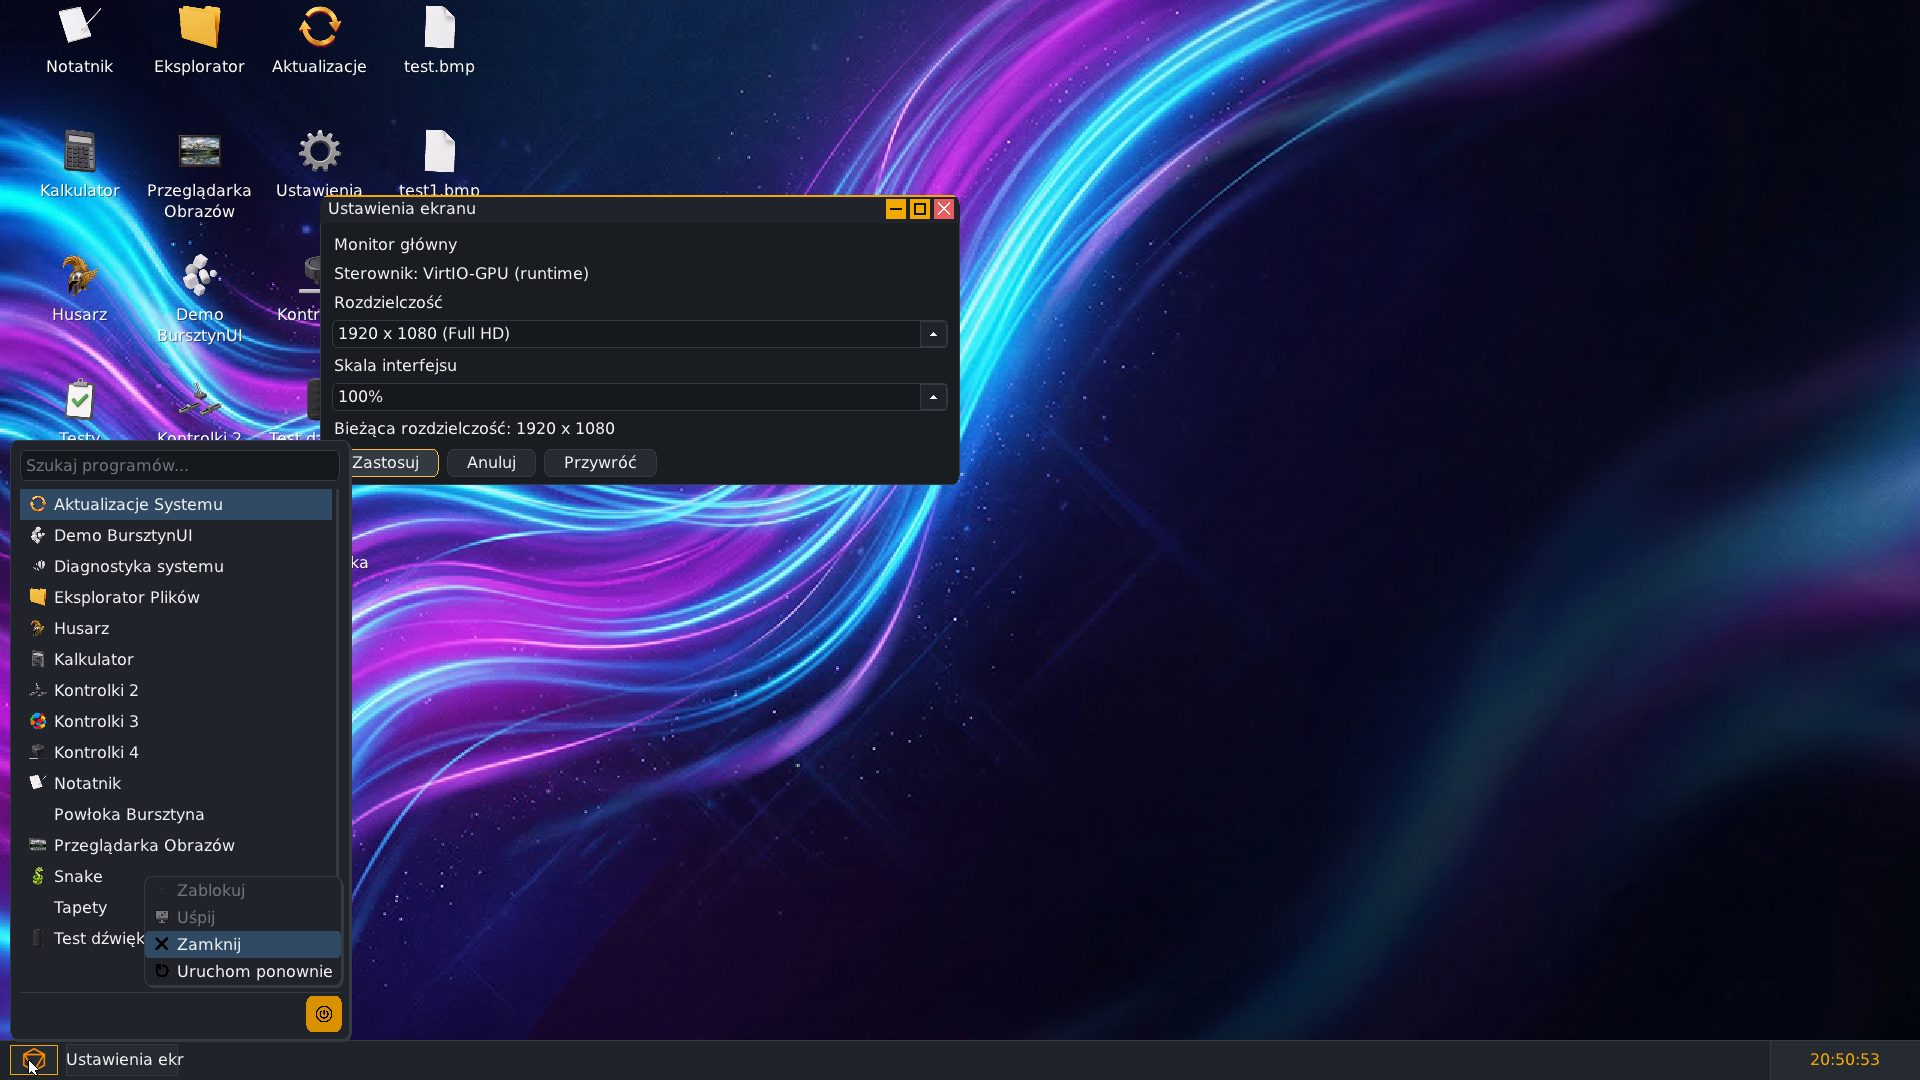 Notatnik
Eksplorator
Aktualizacje
test.bmp
Kalkulator
Przeglądarka
Obrazów
Ustawienia
test1.bmp
Husarz
Demo
BursztynUI
Kontr
Testy
Kontrolki 2
Test d
ka
Ustawienia ekranu
Monitor główny
Sterownik: VirtIO-GPU (runtime)
Rozdzielczość
1920 x 1080 (Full HD)
Skala interfejsu
100%
Bieżąca rozdzielczość: 1920 x 1080
Zastosuj
Anuluj
Przywróć
Szukaj programów...
Aktualizacje Systemu
Demo BursztynUI
Diagnostyka systemu
Eksplorator Plików
Husarz
Kalkulator
Kontrolki 2
Kontrolki 3
Kontrolki 4
Notatnik
Powłoka Bursztyna
Przeglądarka Obrazów
Snake
Tapety
Test dźwięk
Zablokuj
Uśpij
Zamknij
Uruchom ponownie
Ustawienia ekr
20:50:53